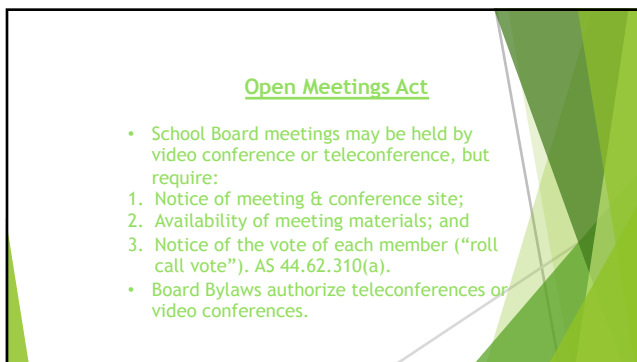 Open Meetings Act
• School Board meetings may be held by
video conference or teleconference, but
require:
1. Notice of meeting & conference site;
2. Availability of meeting materials; and
3. Notice of the vote of each member (“roll
call vote”). AS 44.62.310(a).
• Board Bylaws authorize teleconferences or
video conferences.